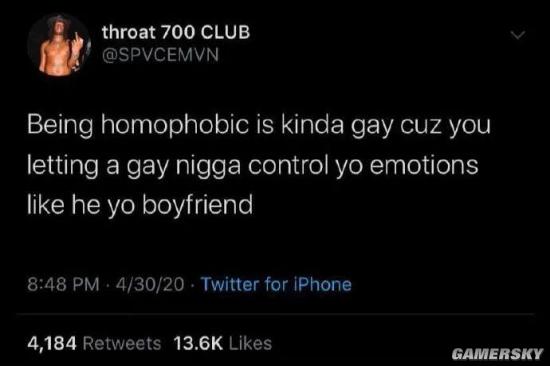 throat 700 CLUB
@SPVCEMVN
Being homophobic is kinda gay cuz you
letting a gay nigga control yo emotions
like he yo boyfriend
8:48 PM · 4/30/20 · Twitter for iPhone
4,184 Retweets 13.6K Likes
GAMERSKY